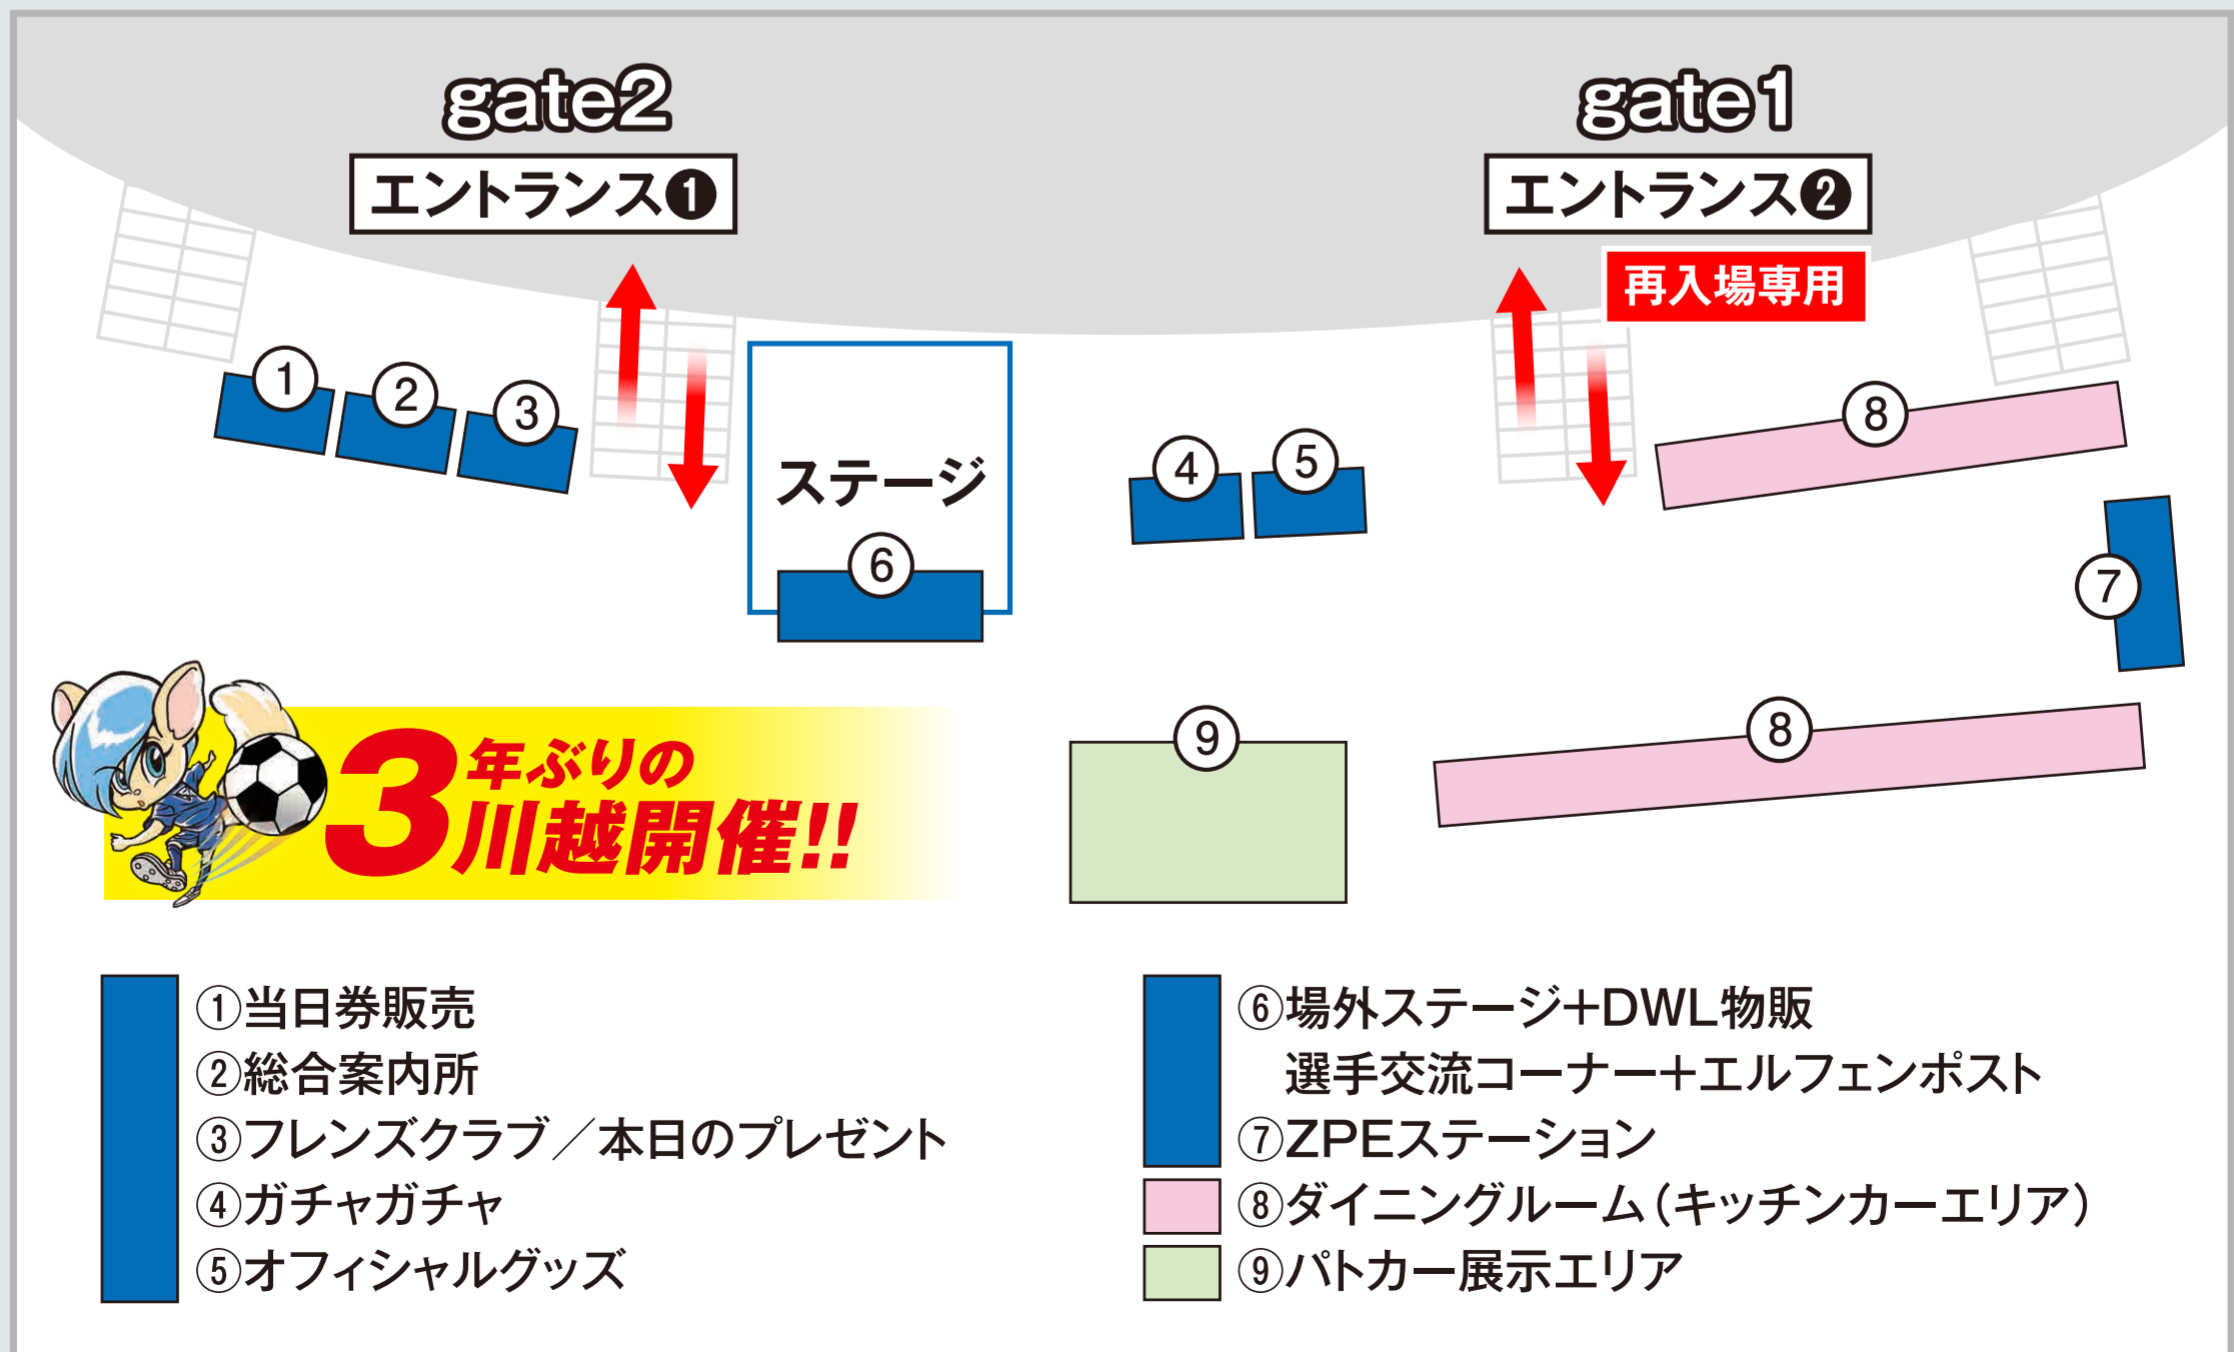 gate2
エントランス❶
gate1
エントランス❷
再入場専用
①
②
③
ステージ
④
⑤
⑥
⑧
⑦
⑧
⑨
3年ぶりの
川越開催!!
①当日券販売
②総合案内所
③フレンズクラブ／本日のプレゼント
④ガチャガチャ
⑤オフィシャルグッズ
⑥場外ステージ+DWL物販
選手交流コーナー+エルフェンポスト
⑦ZPEステーション
⑧ダイニングルーム(キッチンカーエリア)
⑨パトカー展示エリア